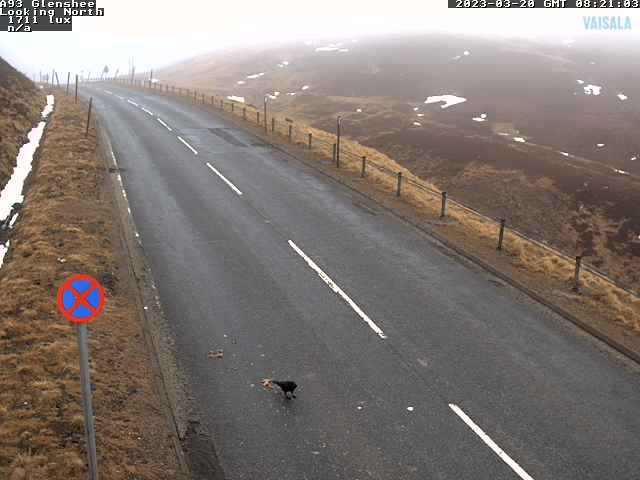 A93 Glenshee
Looking North
1711 lux
n/a
2023-03-20 GMT 08:21:03
VAISALA